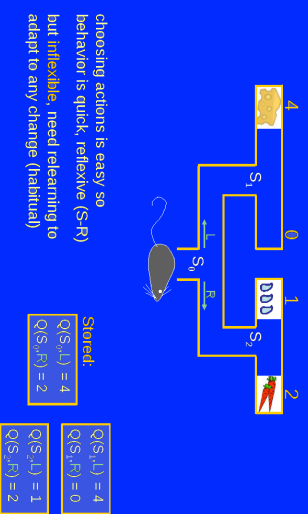 4
0
1
2
S1
S2
S0
L
R
choosing actions is easy so
behavior is quick, reflexive (S-R)
but inflexible, need relearning to
adapt to any change (habitual)
Stored:
Q(S0,L) = 4
Q(S0,R) = 2
Q(S1,L) = 4
Q(S1,R) = 0
Q(S2,L) = 1
Q(S2,R) = 2